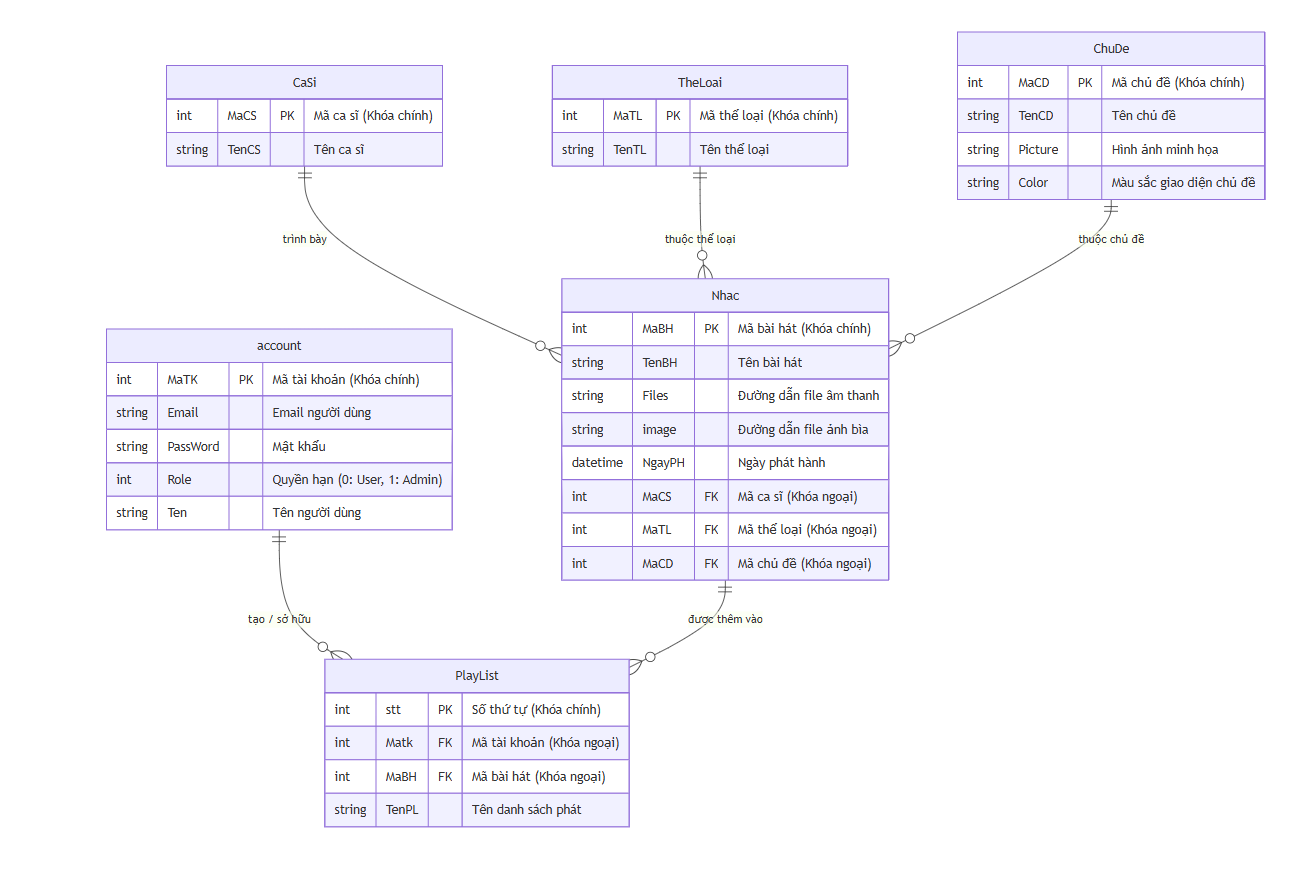 CaSi
int MaCS PK Mã ca sĩ (Khóa chính)
string TenCS Tên ca sĩ
TheLoai
int MaTL PK Mã thể loại (Khóa chính)
string TenTL Tên thể loại
ChuDe
int MaCD PK Mã chủ đề (Khóa chính)
string TenCD Tên chủ đề
string Picture Hình ảnh minh họa
string Color Màu sắc giao diện chủ đề
trình bày
thuộc thể loại
thuộc chủ đề
Nhac
int MaBH PK Mã bài hát (Khóa chính)
string TenBH Tên bài hát
string Files Đường dẫn file âm thanh
string image Đường dẫn file ảnh bìa
datetime NgayPH Ngày phát hành
int MaCS FK Mã ca sĩ (Khóa ngoại)
int MaTL FK Mã thể loại (Khóa ngoại)
int MaCD FK Mã chủ đề (Khóa ngoại)
account
int MaTK PK Mã tài khoản (Khóa chính)
string Email Email người dùng
string PassWord Mật khẩu
int Role Quyền hạn (0: User, 1: Admin)
string Ten Tên người dùng
tạo / sở hữu
được thêm vào
PlayList
int stt PK Số thứ tự (Khóa chính)
int Matk FK Mã tài khoản (Khóa ngoại)
int MaBH FK Mã bài hát (Khóa ngoại)
string TenPL Tên danh sách phát